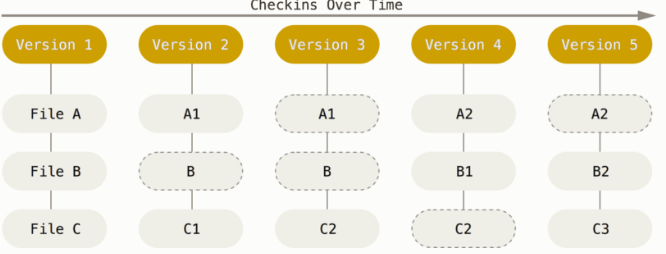 Checkins Over Time
Version 1 Version 2 Version 3 Version 4 Version 5
File A A1 A1 A2 A2
File B B B B1 B2
File C C1 C2 C2 C3